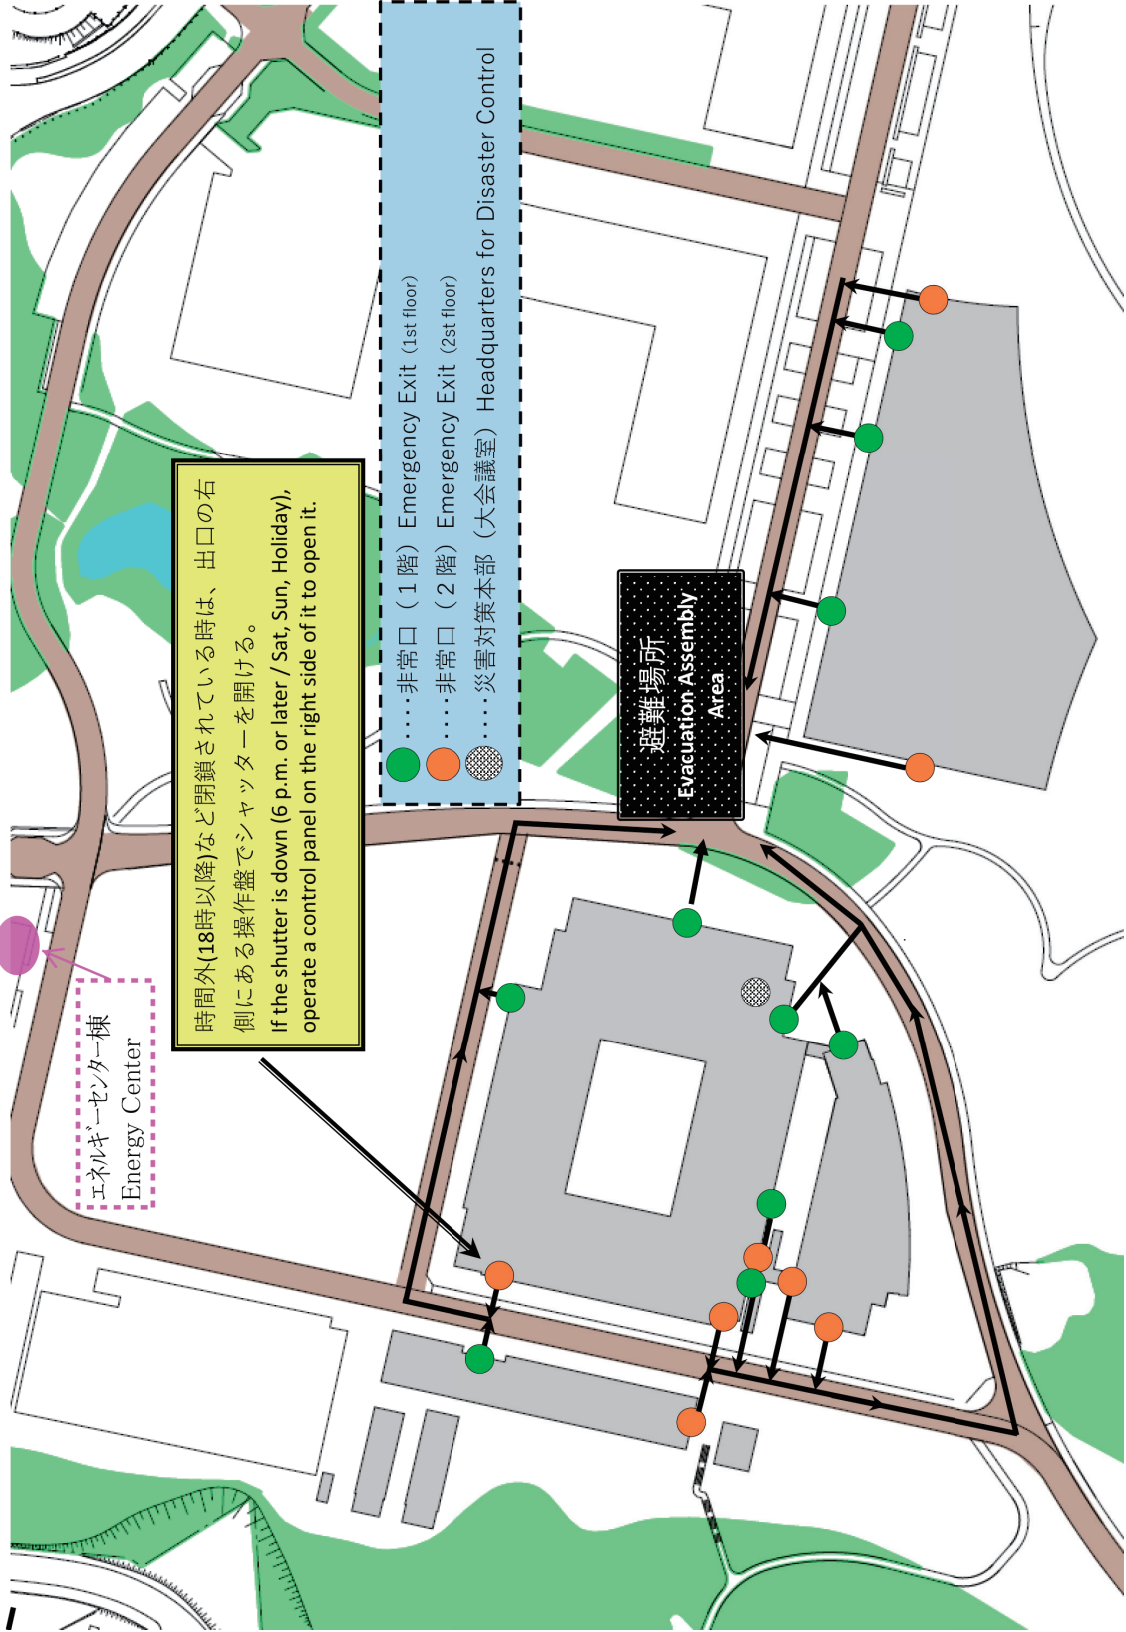 エネルギーセンター棟
Energy Center
時間外(18時以降)など閉鎖されている時は、出口の右
側にある操作盤でシャッターを開ける。
If the shutter is down (6 p.m. or later / Sat, Sun, Holiday),
operate a control panel on the right side of it to open it.
‥‥非常口（１階）Emergency Exit（1st floor）
‥‥非常口（２階）Emergency Exit（2st floor）
‥‥災害対策本部（大会議室）Headquarters for Disaster Control
避難場所
Evacuation Assembly
Area